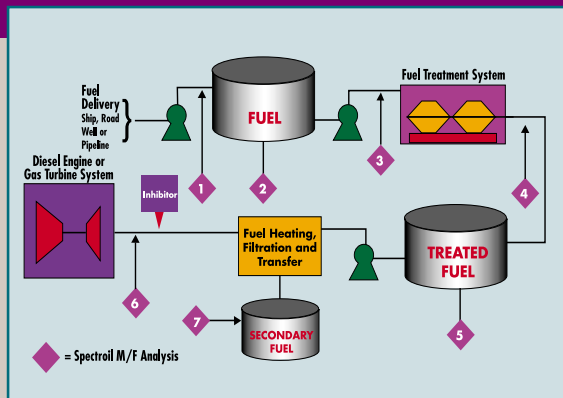 Fuel
Delivery
Ship, Road
Well or
Pipeline
FUEL
Fuel Treatment System
1
2
3
4
Diesel Engine or
Gas Turbine System
Inhibitor
Fuel Heating,
Filtration and
Transfer
TREATED
FUEL
5
6
7
SECONDARY
FUEL
= Spectroil M/F Analysis